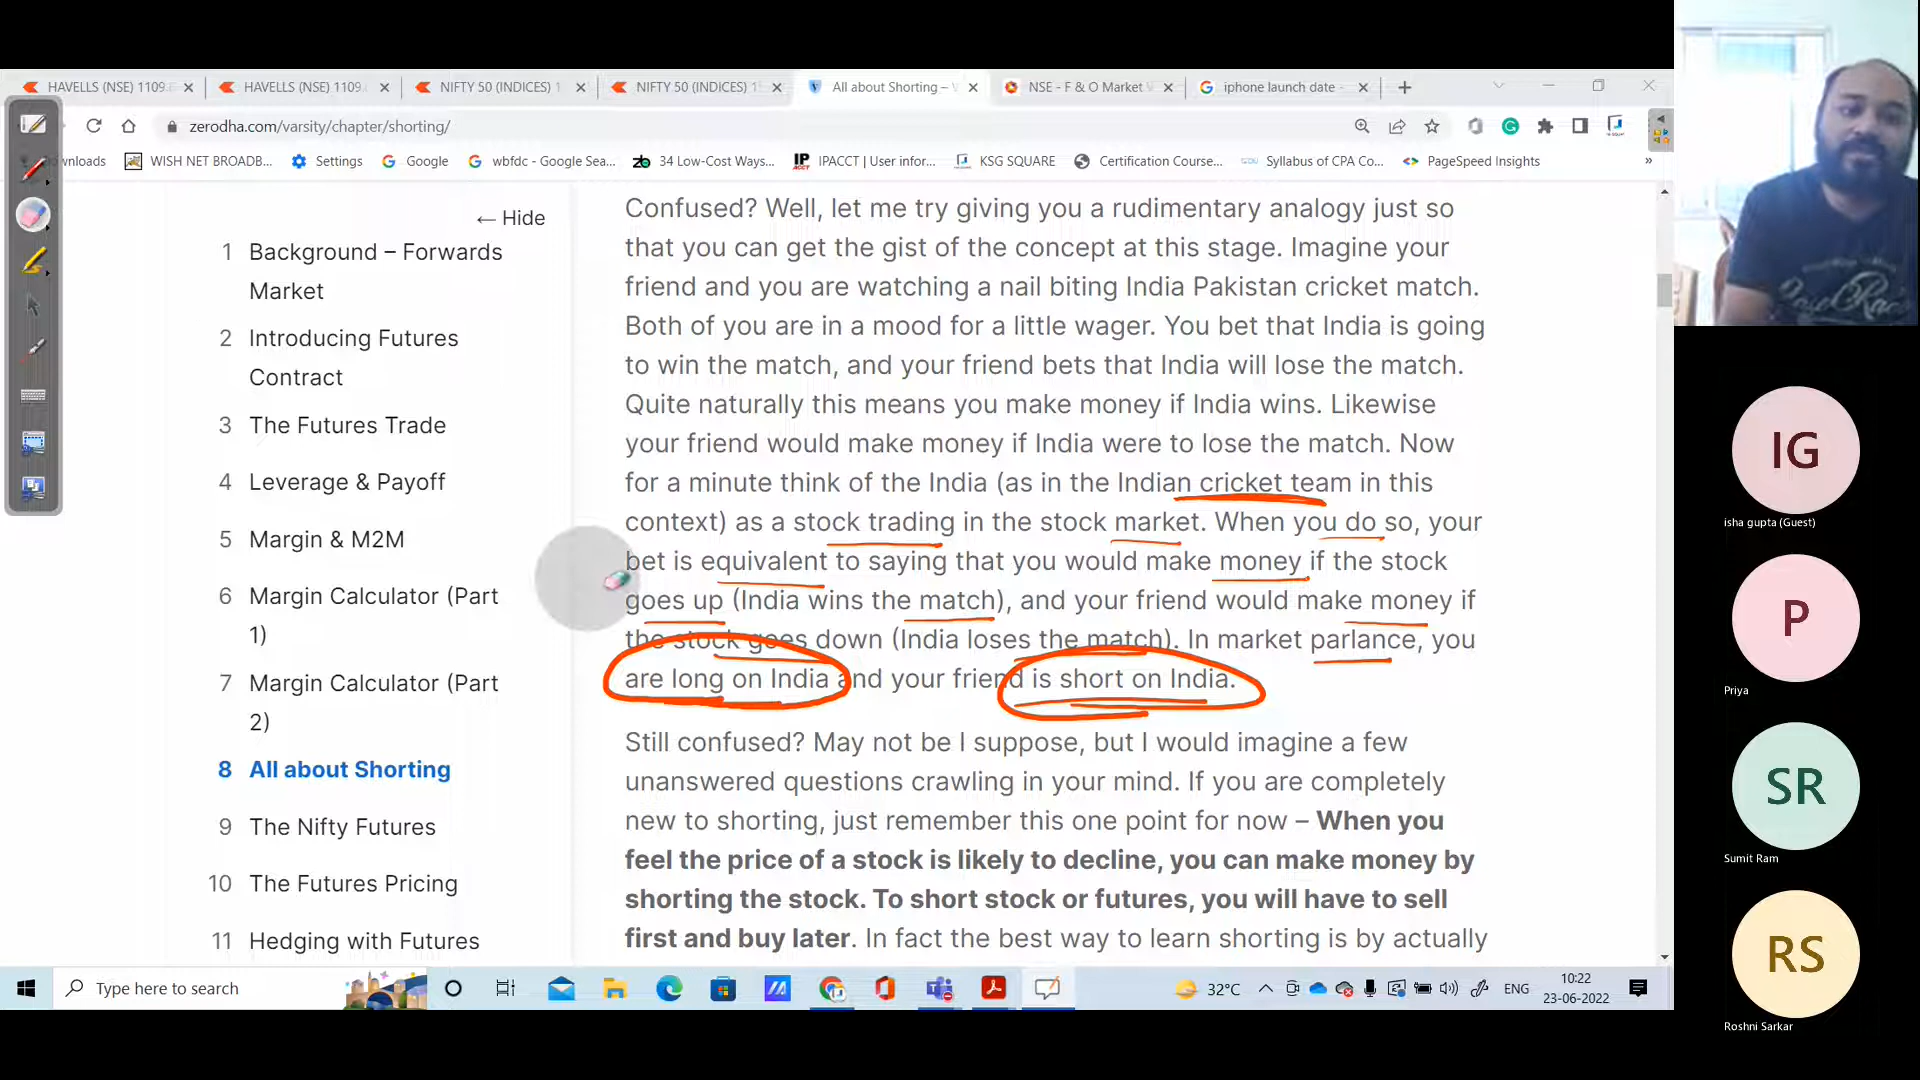 HAVELLS (NSE) 1109.
HAVELLS (NSE) 1109.
NIFTY 50 (INDICES) 1
NIFTY 50 (INDICES) 1
All about Shorting –
NSE - F & O Market
iphone launch date -
zerodha.com/varsity/chapter/shorting/
wnloads
WISH NET BROADB...
Settings
Google
wbfdc - Google Sea...
34 Low-Cost Ways...
IPACCT | User infor...
KSG SQUARE
Certification Course...
Syllabus of CPA Co...
PageSpeed Insights
»
← Hide
1 Background – Forwards
Market
2 Introducing Futures
Contract
3 The Futures Trade
4 Leverage & Payoff
5 Margin & M2M
6 Margin Calculator (Part
1)
7 Margin Calculator (Part
2)
8 All about Shorting
9 The Nifty Futures
10 The Futures Pricing
11 Hedging with Futures
Confused? Well, let me try giving you a rudimentary analogy just so
that you can get the gist of the concept at this stage. Imagine your
friend and you are watching a nail biting India Pakistan cricket match.
Both of you are in a mood for a little wager. You bet that India is going
to win the match, and your friend bets that India will lose the match.
Quite naturally this means you make money if India wins. Likewise
your friend would make money if India were to lose the match. Now
for a minute think of the India (as in the Indian cricket team in this
context) as a stock trading in the stock market. When you do so, your
bet is equivalent to saying that you would make money if the stock
goes up (India wins the match), and your friend would make money if
the stock goes down (India loses the match). In market parlance, you
are long on India and your friend is short on India.
Still confused? May not be I suppose, but I would imagine a few
unanswered questions crawling in your mind. If you are completely
new to shorting, just remember this one point for now – When you
feel the price of a stock is likely to decline, you can make money by
shorting the stock. To short stock or futures, you will have to sell
first and buy later. In fact the best way to learn shorting is by actually
IG
isha gupta (Guest)
P
Priya
SR
Sumit Ram
RS
Roshni Sarkar
Type here to search
32°C
ENG
10:22
23-06-2022